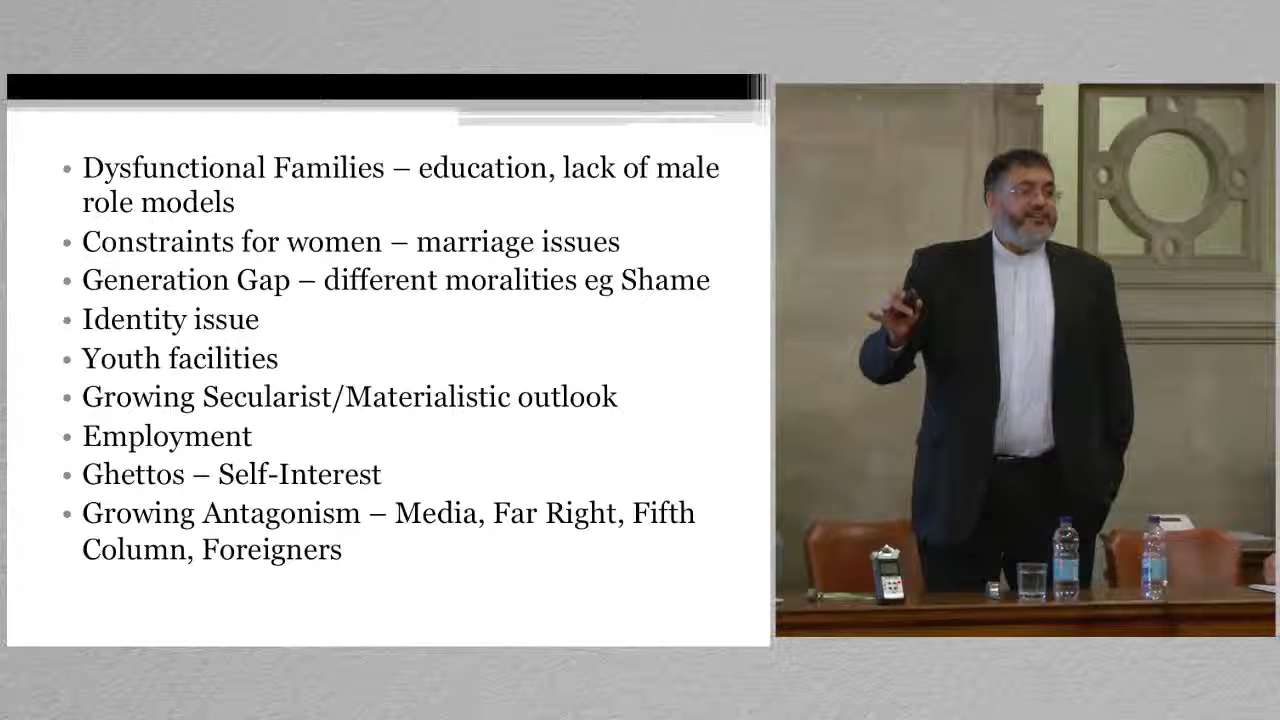 • Dysfunctional Families – education, lack of male
role models
• Constraints for women – marriage issues
• Generation Gap – different moralities eg Shame
• Identity issue
• Youth facilities
• Growing Secularist/Materialistic outlook
• Employment
• Ghettos – Self-Interest
• Growing Antagonism – Media, Far Right, Fifth
Column, Foreigners